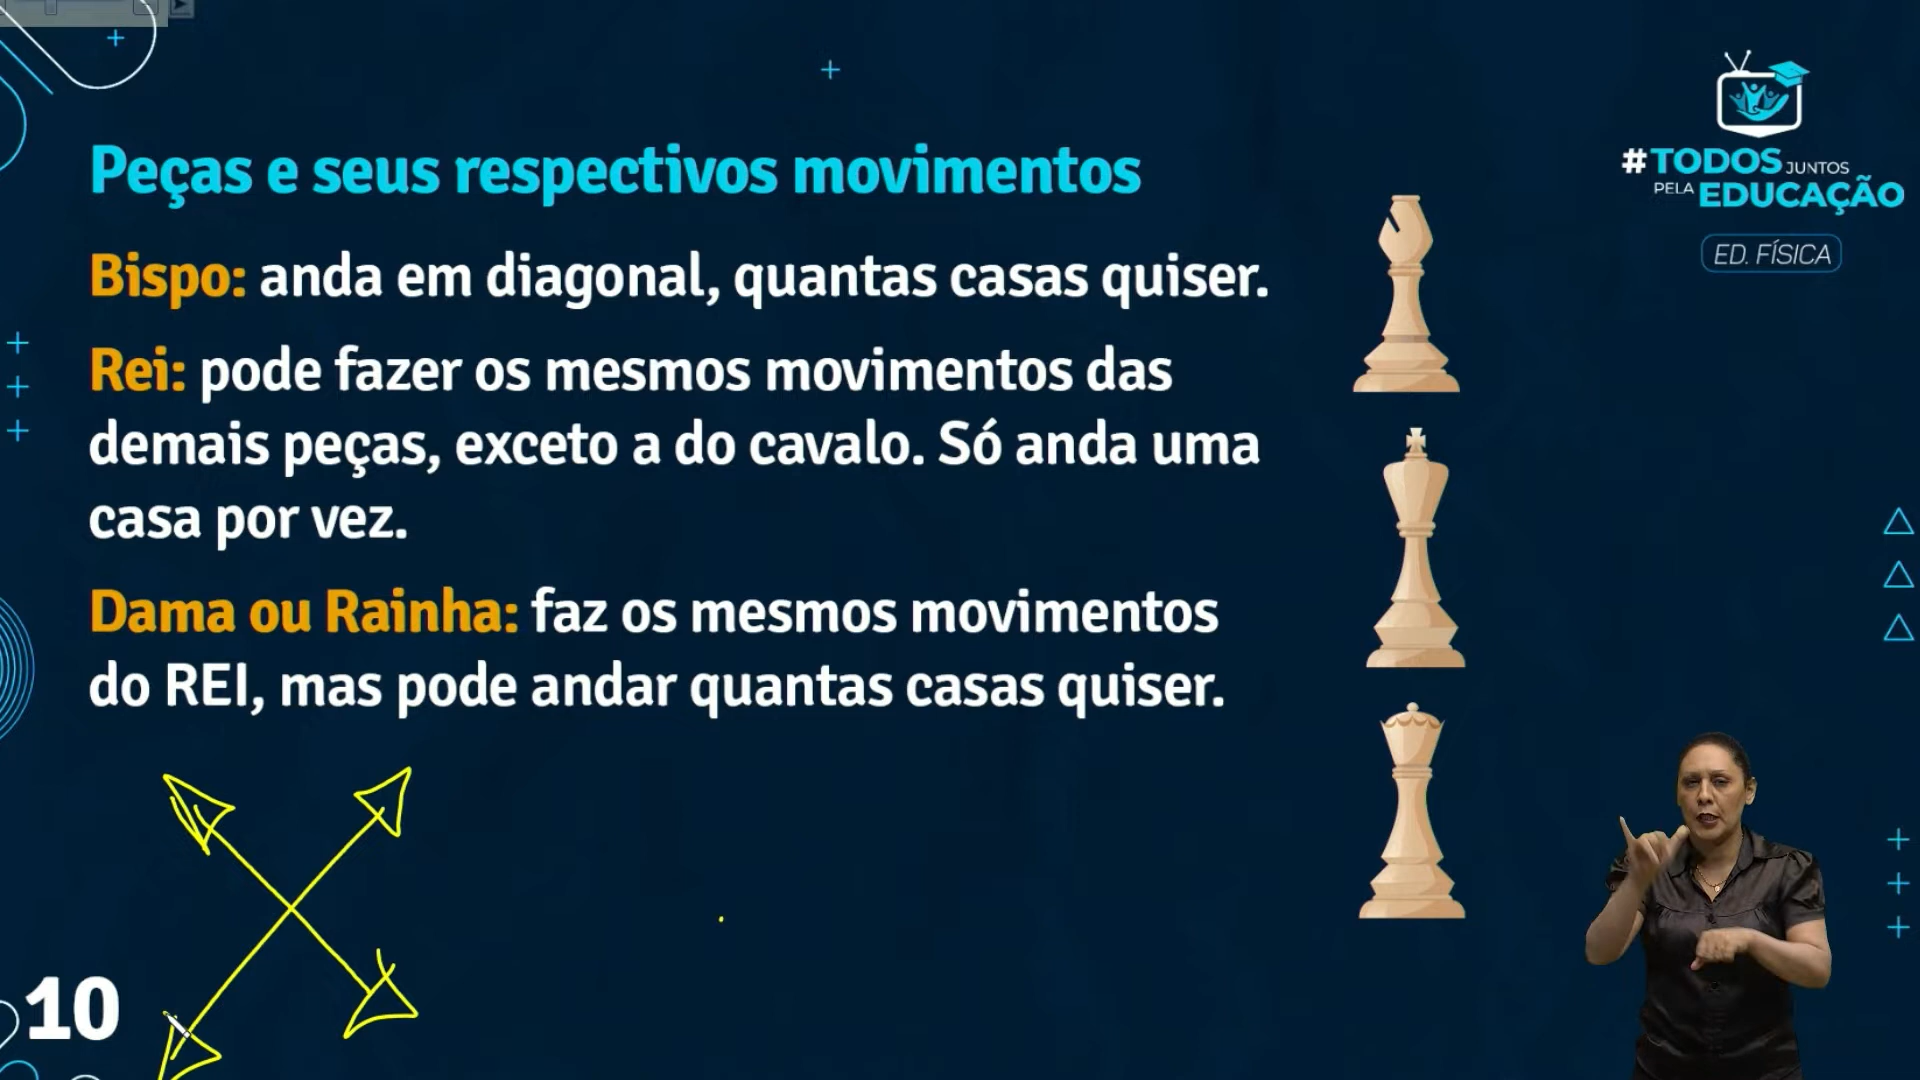 Peças e seus respectivos movimentos
Bispo: anda em diagonal, quantas casas quiser.
Rei: pode fazer os mesmos movimentos das
demais peças, exceto a do cavalo. Só anda uma
casa por vez.
Dama ou Rainha: faz os mesmos movimentos
do REI, mas pode andar quantas casas quiser.
#TODOS JUNTOS
PELA EDUCAÇÃO
ED. FÍSICA
10